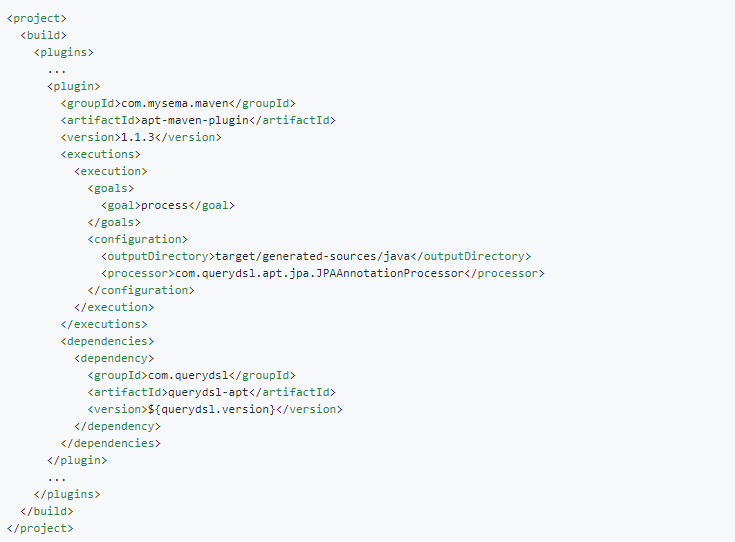 <project>
<build>
<plugins>
...
<plugin>
<groupId>com.mysema.maven</groupId>
<artifactId>apt-maven-plugin</artifactId>
<version>1.1.3</version>
<executions>
<execution>
<goals>
<goal>process</goal>
</goals>
<configuration>
<outputDirectory>target/generated-sources/java</outputDirectory>
<processor>com.querydsl.apt.jpa.JPAAnnotationProcessor</processor>
</configuration>
</execution>
</executions>
<dependencies>
<dependency>
<groupId>com.querydsl</groupId>
<artifactId>querydsl-apt</artifactId>
<version>${querydsl.version}</version>
</dependency>
</dependencies>
</plugin>
...
</plugins>
</build>
</project>